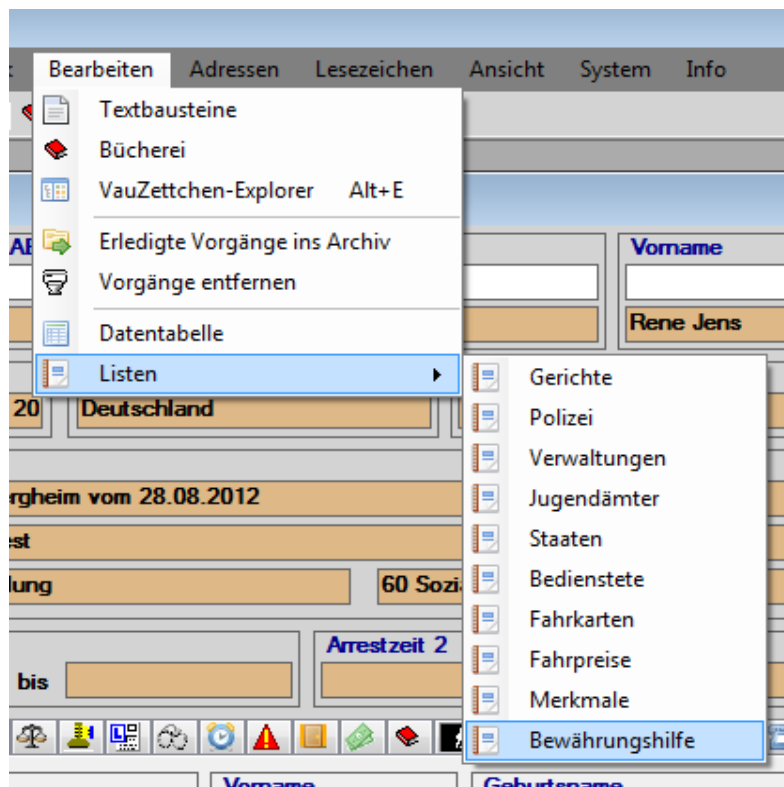 Bearbeiten Adressen Lesezeichen Ansicht System Info
Textbausteine
Bücherei
VauZettchen-Explorer Alt+E
Erledigte Vorgänge ins Archiv
Vorname
Vorgänge entfernen
Rene Jens
Datentabelle
Listen
Gerichte
20 Deutschland
Polizei
Verwaltungen
rgheim vom 28.08.2012
Jugendämter
est
Staaten
lung 60 Sozi
Bedienstete
Fahrkarten
Arrestzeit 2
Fahrpreise
bis
Merkmale
Bewährungshilfe
Vorname Geburtsname